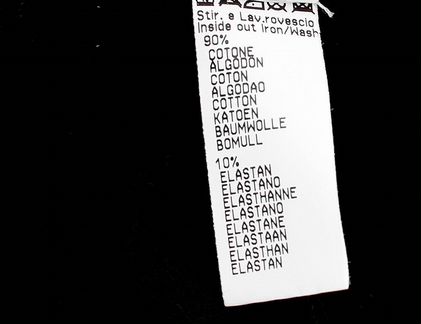 Stir. e Lav.rovescio
Inside out iron/Wash
90%
COTONE
ALGODÓN
COTON
ALGODAO
COTTON
KATOEN
BAUMWOLLE
BOMULL
10%
ELASTAN
ELASTANO
ELASTHANNE
ELASTANO
ELASTANE
ELASTAAN
ELASTHAN
ELASTAN